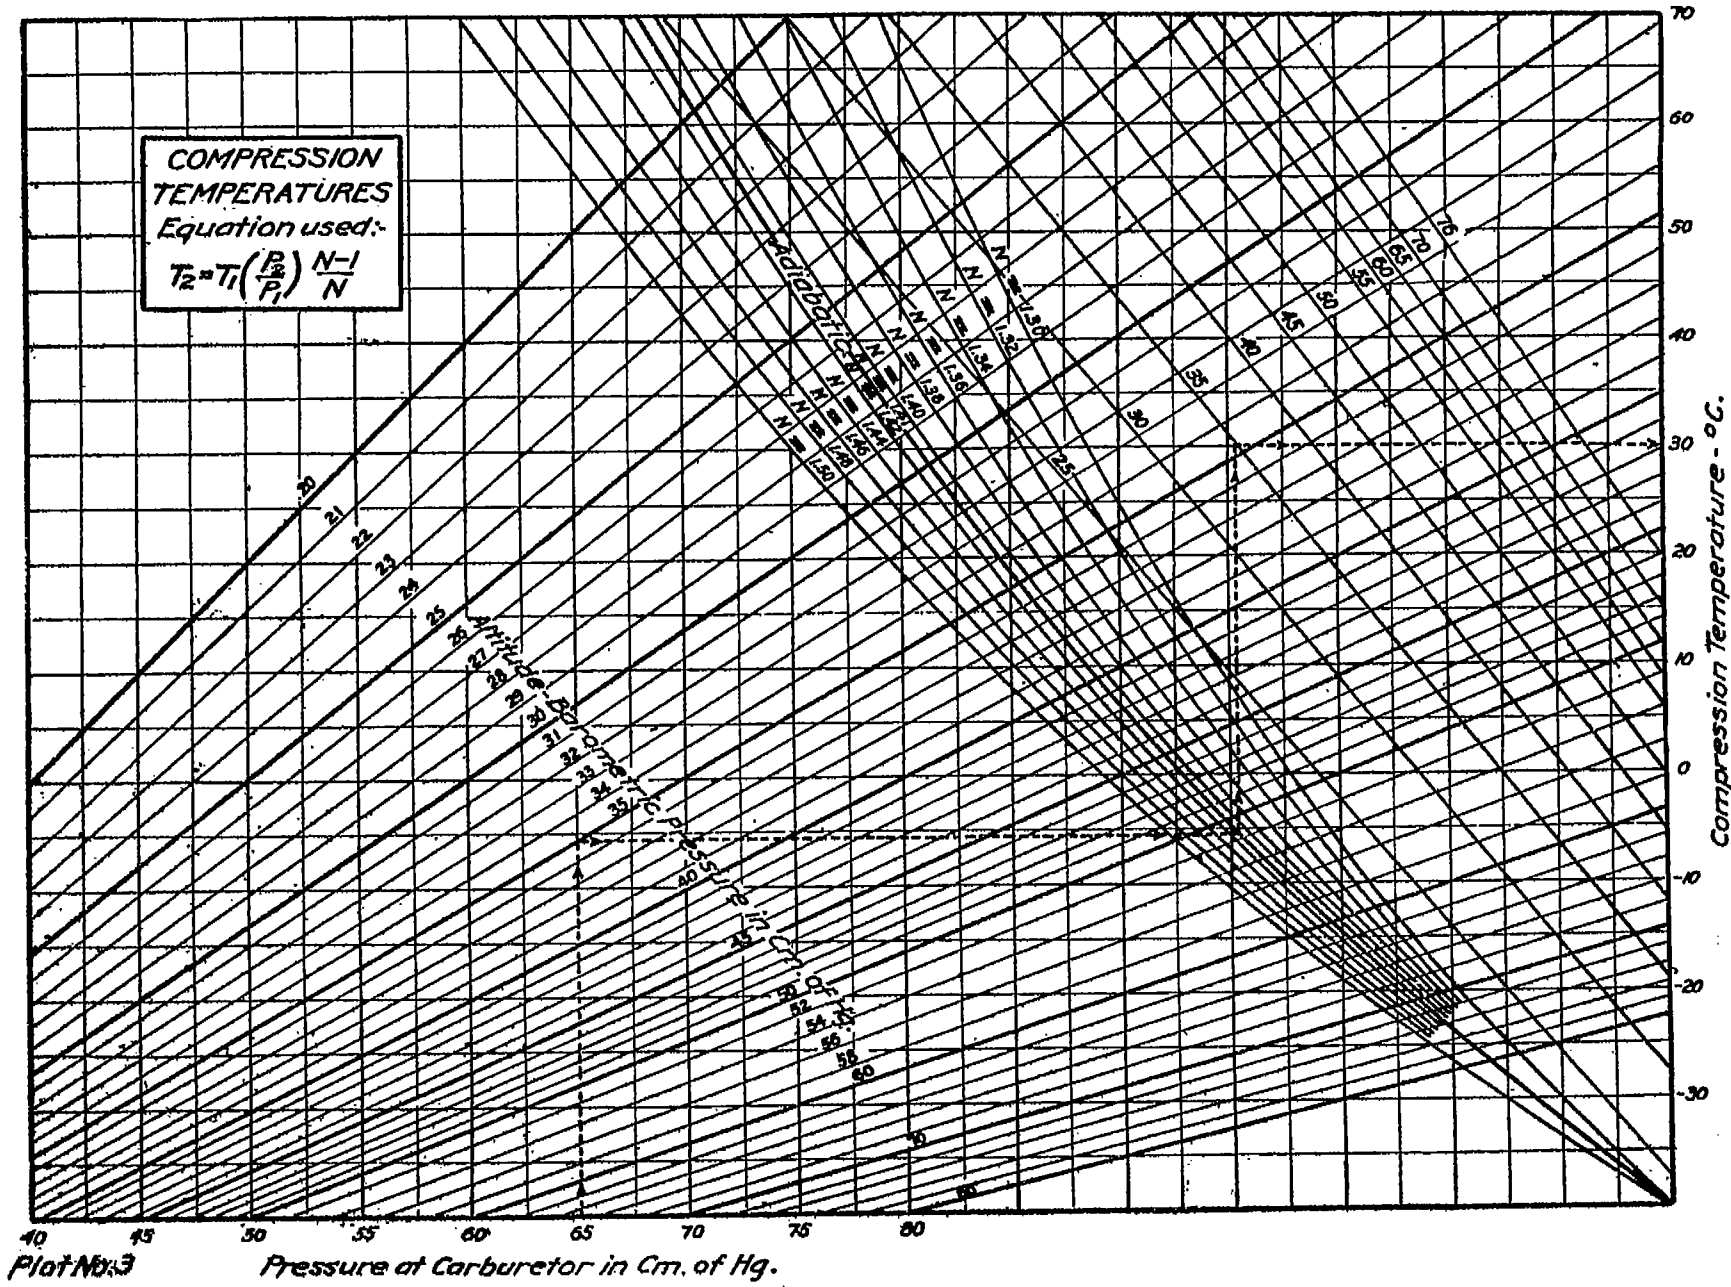 COMPRESSION
TEMPERATURES
Equation used:-
T2=T1(P2/P1) N-1/N
Adiabatic-N
N=1.30
N=1.32
N=1.34
N=1.36
N=1.38
N=1.40
N=1.41
N=1.42
N=1.44
N=1.46
N=1.48
N=1.50
20
21
22
23
24
25
26
27
28
29
30
31
32
33
34
35
40
45
50
52
54
56
58
60
70
80
Altitude-Barometric Pressure in Cm. of
25
30
35
40
45
50
55
60
65
70
76
70
60
50
40
30
20
10
0
-10
-20
-30
Compression Temperature-°C.
40
45
50
55
60
65
70
75
80
Plot No:3
Pressure at Carburetor in Cm. of Hg.